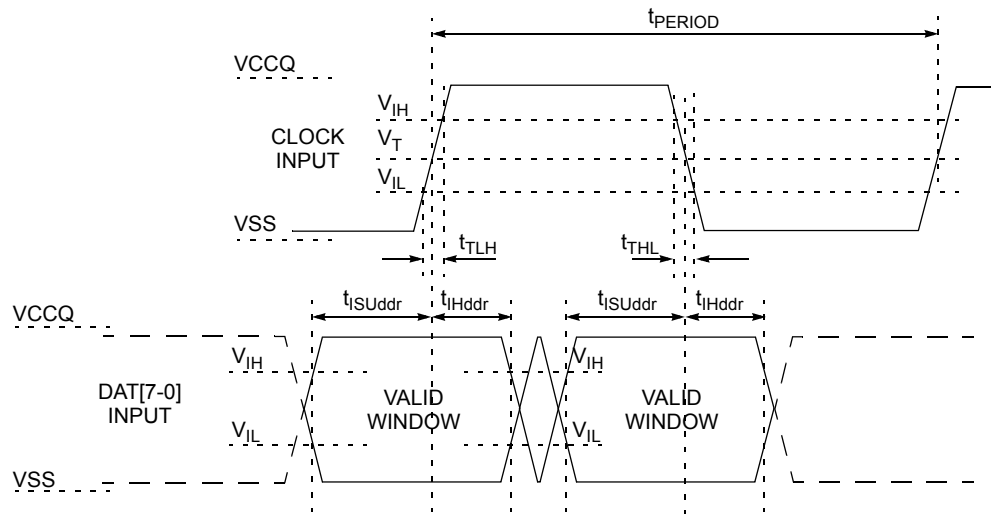 tPERIOD
VCCQ
VIH
CLOCK
INPUT
VT
VIL
VSS
tTLH
tTHL
VCCQ
tISUddr
tIHddr
tISUddr
tIHddr
VIH
VIH
DAT[7-0]
INPUT
VALID
WINDOW
VALID
WINDOW
VIL
VIL
VSS